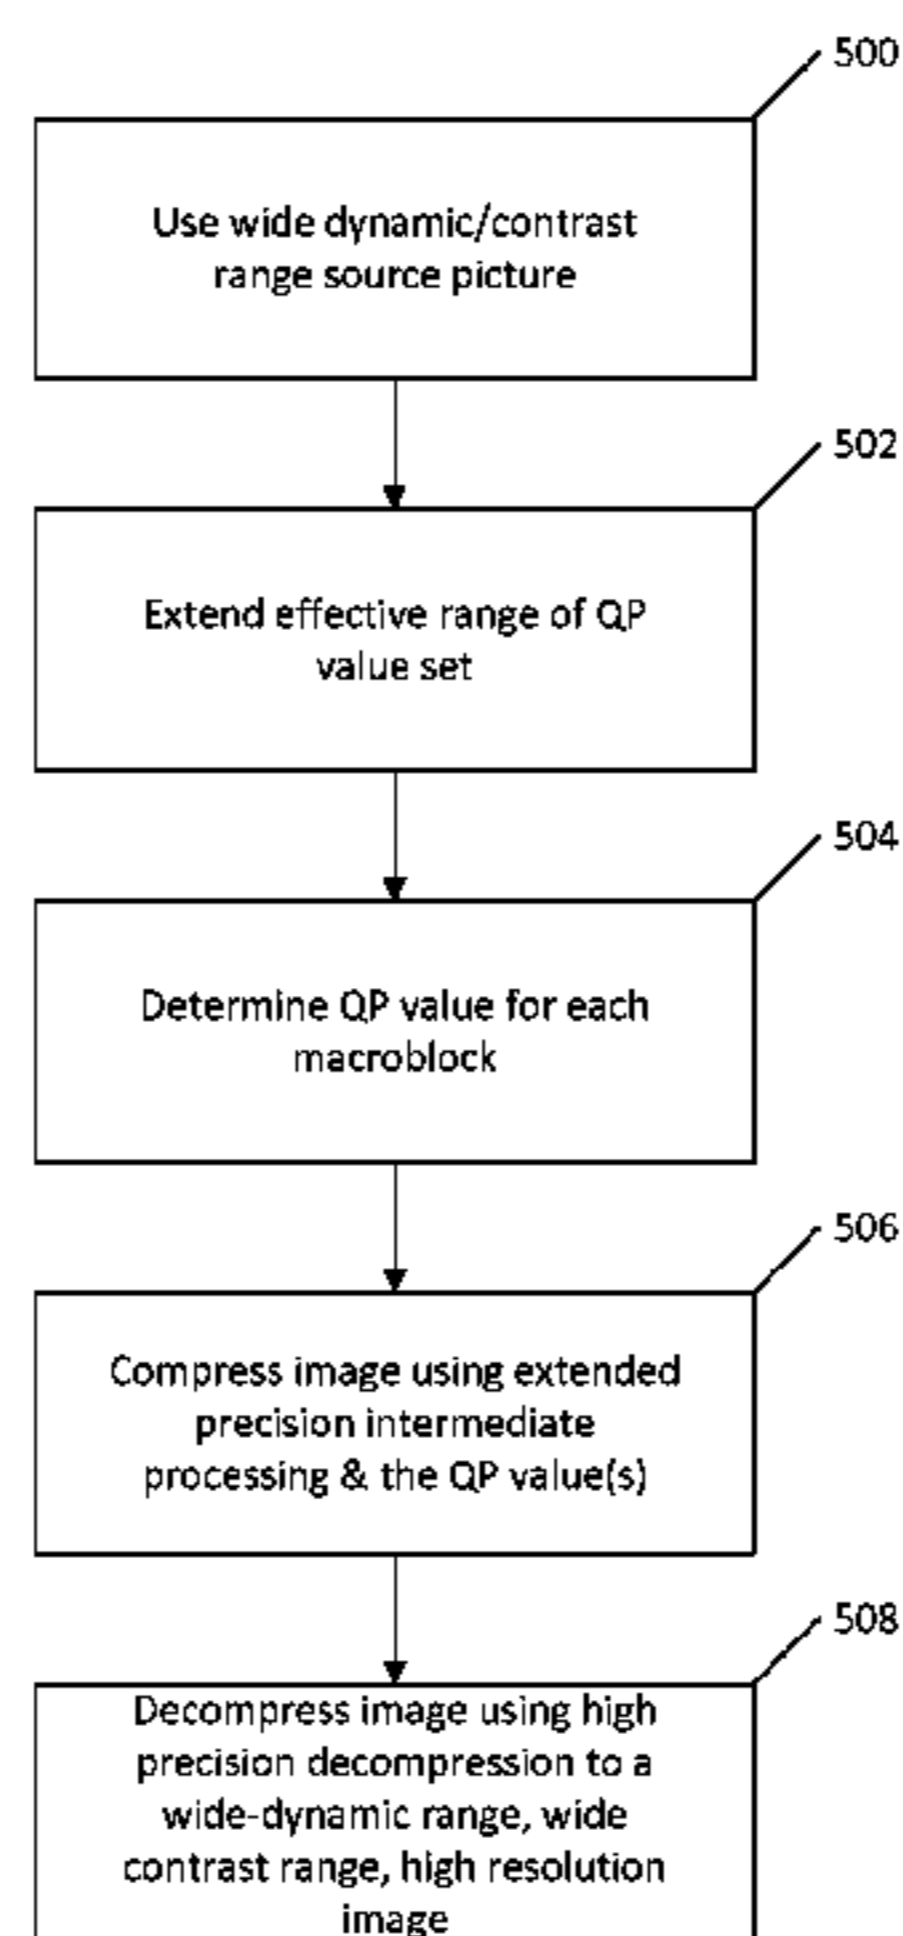 500
Use wide dynamic/contrast
range source picture
502
Extend effective range of QP
value set
504
Determine QP value for each
macroblock
506
Compress image using extended
precision intermediate
processing & the QP value(s)
508
Decompress image using high
precision decompression to a
wide-dynamic range, wide
contrast range, high resolution
image